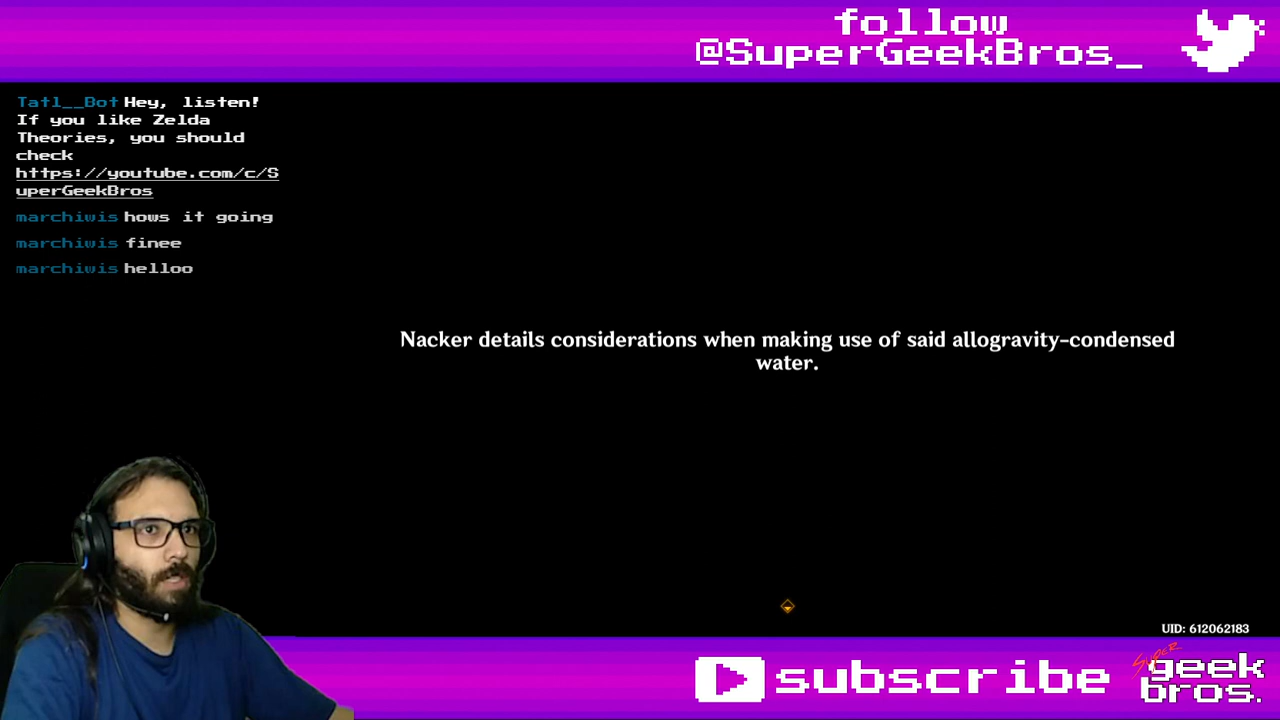 follow
@SuperGeekBros_
Tatl__Bot Hey, listen!
If you like Zelda
Theories, you should
check
https://youtube.com/c/S
uperGeekBros
marchiwis hows it going
marchiwis finee
marchiwis helloo
Nacker details considerations when making use of said allogravity-condensed
water.
UID: 612062183
subscribe
super
geek
bros.